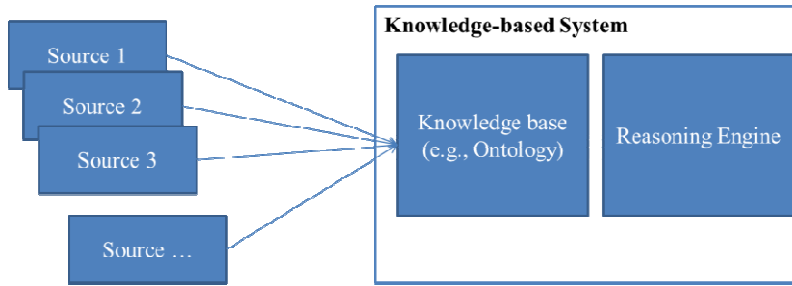 Source 1
Source 2
Source 3
Source …
Knowledge-based System
Knowledge base
(e.g., Ontology)
Reasoning Engine